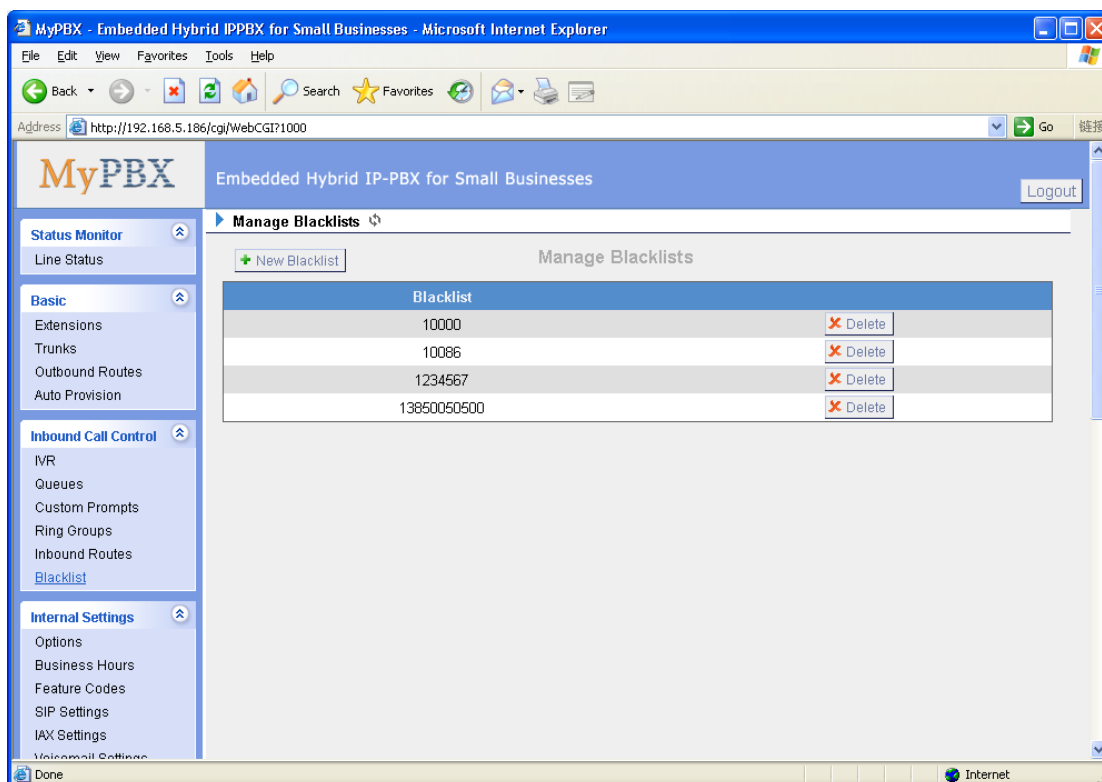 MyPBX - Embedded Hybrid IPPBX for Small Businesses - Microsoft Internet Explorer
File Edit View Favorites Tools Help
Back Search Favorites
Address http://192.168.5.186/cgi/WebCGI?1000 Go 链接
MyPBX
Embedded Hybrid IP-PBX for Small Businesses
Logout
Status Monitor
Line Status
Basic
Extensions
Trunks
Outbound Routes
Auto Provision
Inbound Call Control
IVR
Queues
Custom Prompts
Ring Groups
Inbound Routes
Blacklist
Internal Settings
Options
Business Hours
Feature Codes
SIP Settings
IAX Settings
Voicemail Settings
Manage Blacklists
New Blacklist
Manage Blacklists
Blacklist
10000 Delete
10086 Delete
1234567 Delete
13850050500 Delete
Done
Internet